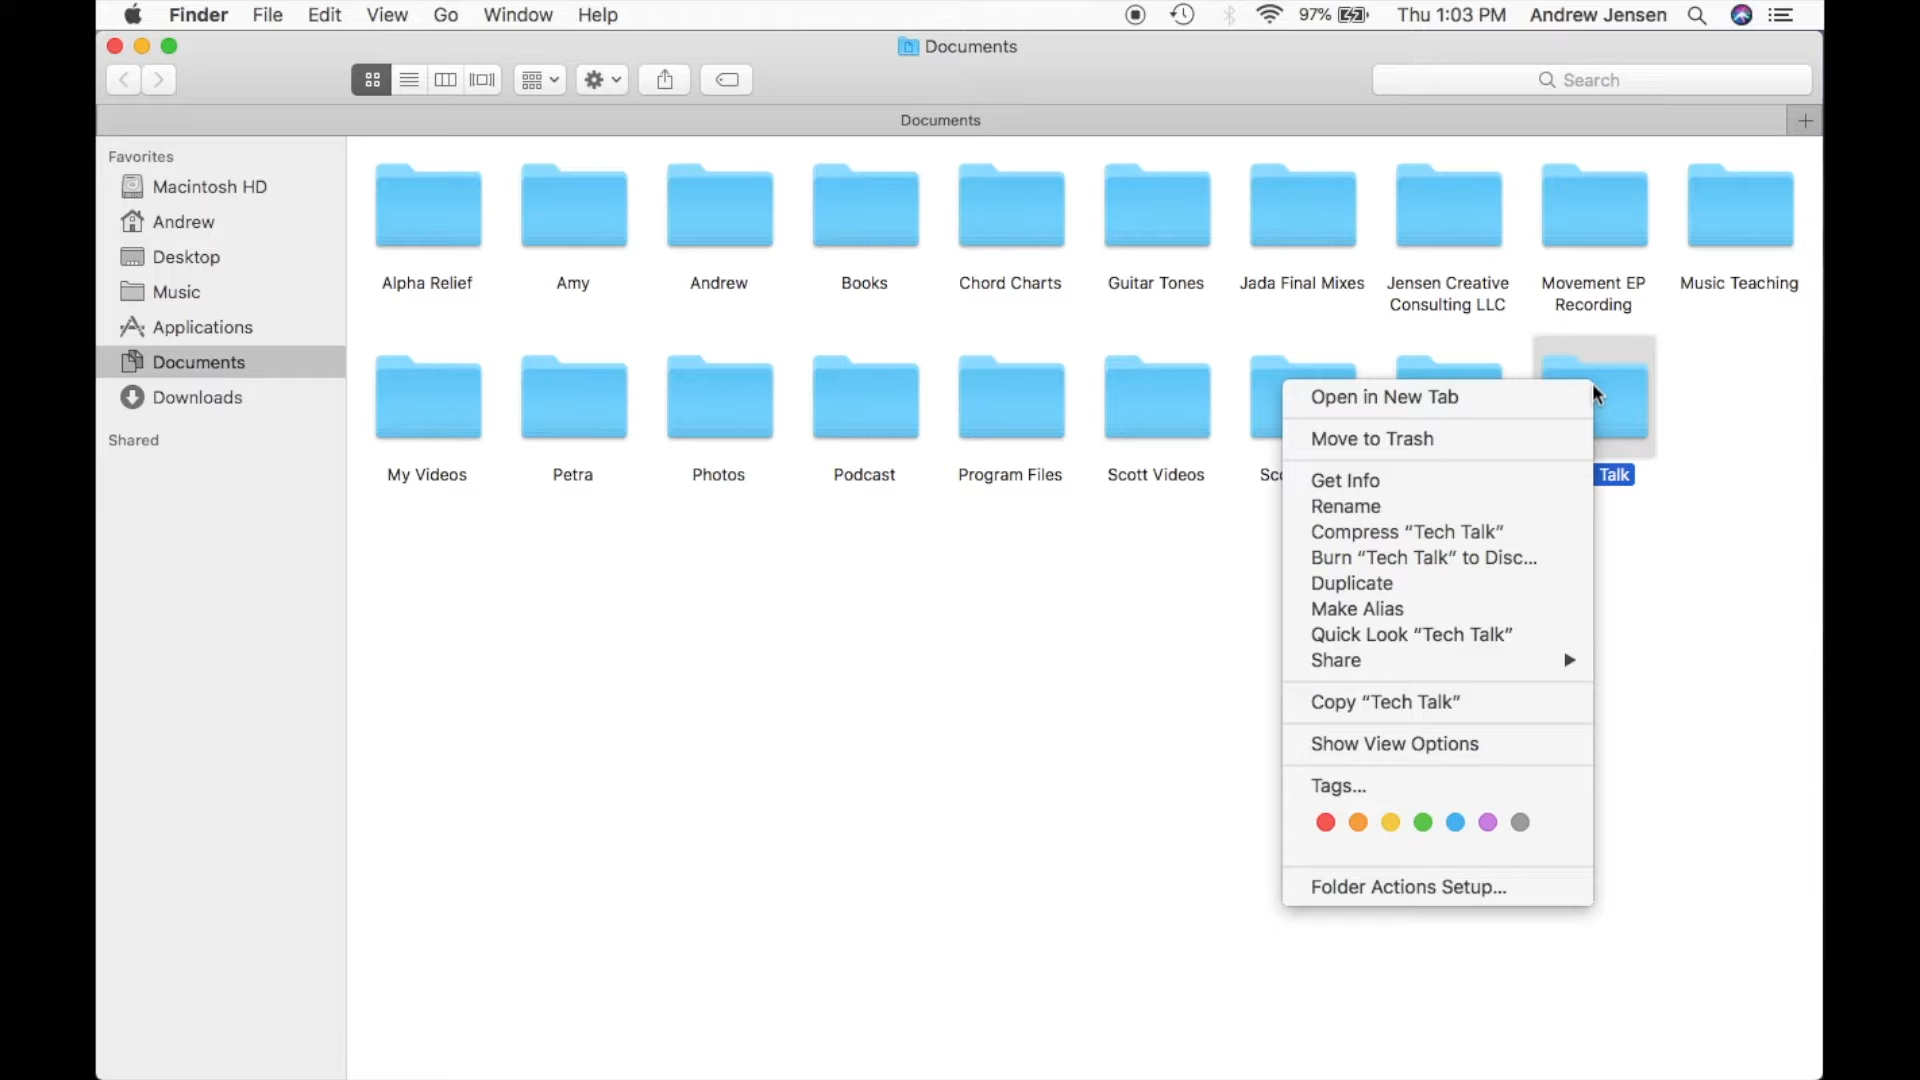 Finder File Edit View Go Window Help 97% Thu 1:03 PM Andrew Jensen
Documents
Search
Documents
Favorites
Macintosh HD
Andrew
Desktop
Music
Applications
Documents
Downloads
Shared
Alpha Relief
Amy
Andrew
Books
Chord Charts
Guitar Tones
Jada Final Mixes
Jensen Creative
Consulting LLC
Movement EP
Recording
Music Teaching
My Videos
Petra
Photos
Podcast
Program Files
Scott Videos
Talk
Open in New Tab
Move to Trash
Get Info
Rename
Compress “Tech Talk”
Burn “Tech Talk” to Disc...
Duplicate
Make Alias
Quick Look “Tech Talk”
Share
Copy “Tech Talk”
Show View Options
Tags...
Folder Actions Setup...